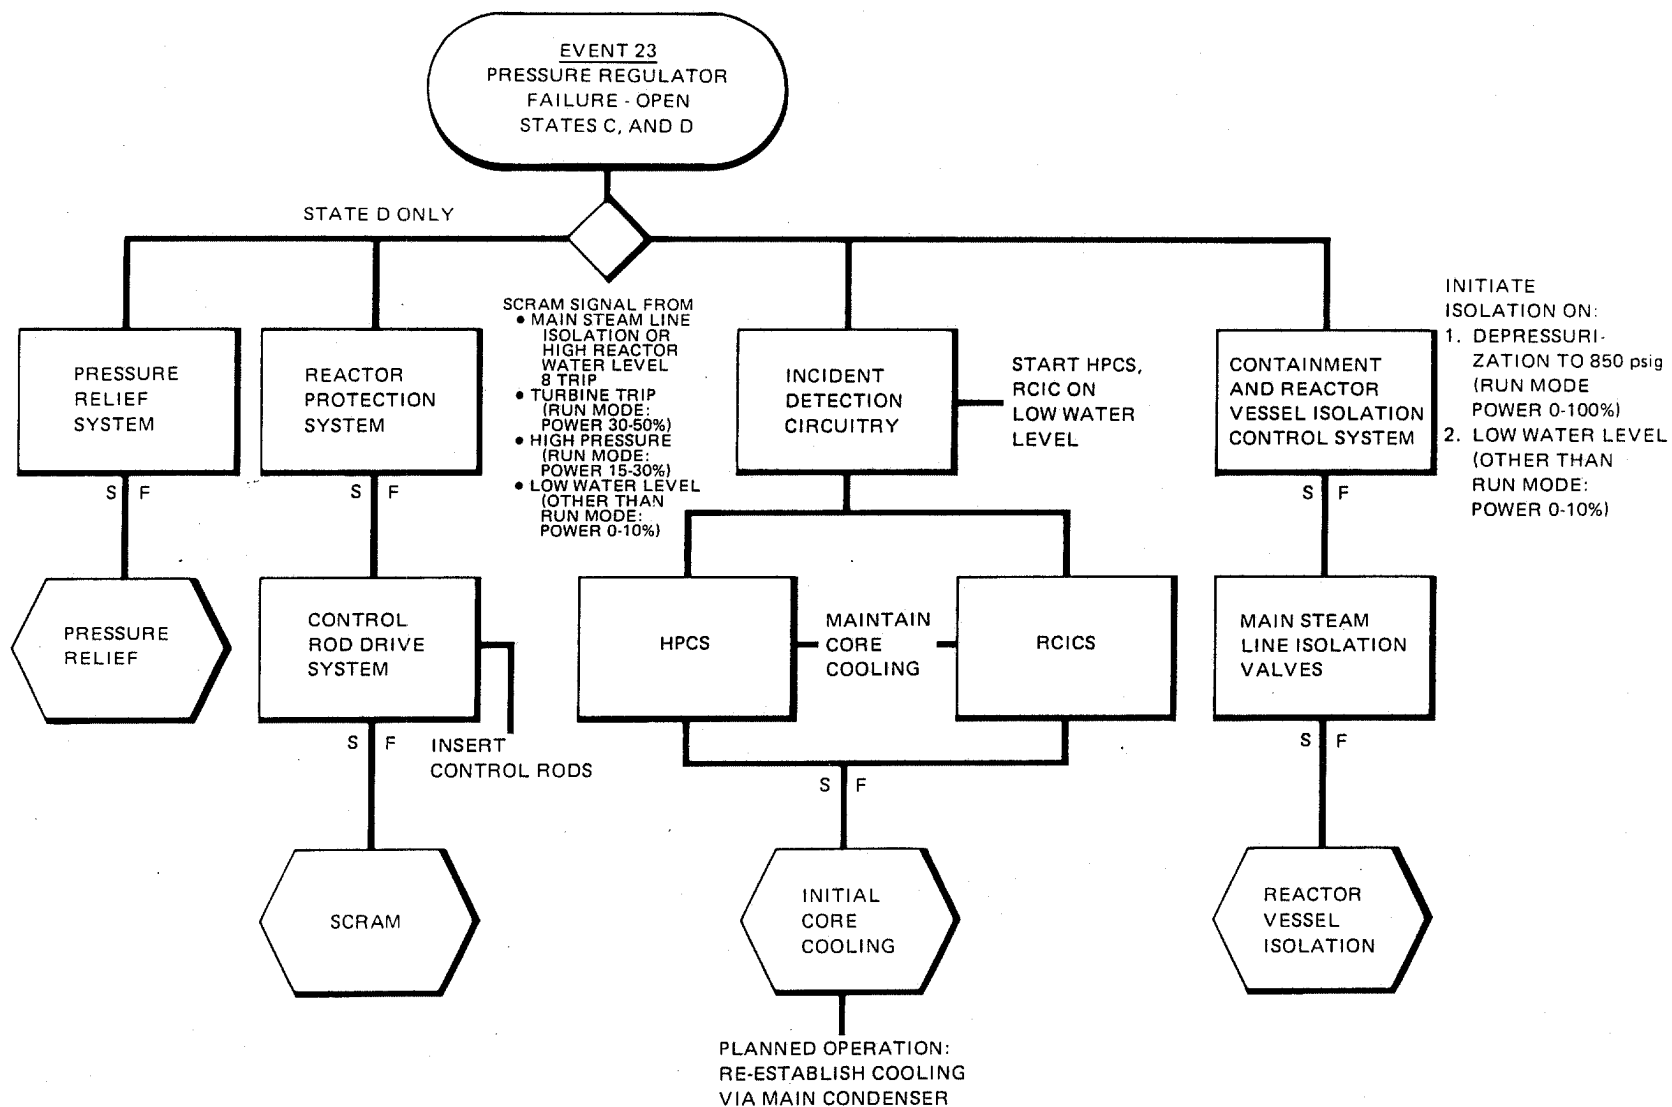 EVENT 23
PRESSURE REGULATOR
FAILURE - OPEN
STATES C, AND D
STATE D ONLY
PRESSURE
RELIEF
SYSTEM
S F
PRESSURE
RELIEF
REACTOR
PROTECTION
SYSTEM
S F
SCRAM SIGNAL FROM
• MAIN STEAM LINE
ISOLATION OR
HIGH REACTOR
WATER LEVEL
8 TRIP
• TURBINE TRIP
(RUN MODE:
POWER 30-50%)
• HIGH PRESSURE
(RUN MODE:
POWER 15-30%)
• LOW WATER LEVEL
(OTHER THAN
RUN MODE:
POWER 0-10%)
CONTROL
ROD DRIVE
SYSTEM
INSERT
CONTROL RODS
S F
SCRAM
INCIDENT
DETECTION
CIRCUITRY
START HPCS,
RCIC ON
LOW WATER
LEVEL
HPCS
MAINTAIN
CORE
COOLING
RCICS
S F
INITIAL
CORE
COOLING
PLANNED OPERATION:
RE-ESTABLISH COOLING
VIA MAIN CONDENSER
CONTAINMENT
AND REACTOR
VESSEL ISOLATION
CONTROL SYSTEM
INITIATE
ISOLATION ON:
1. DEPRESSURI-
ZATION TO 850 psig
(RUN MODE
POWER 0-100%)
2. LOW WATER LEVEL
(OTHER THAN
RUN MODE:
POWER 0-10%)
S F
MAIN STEAM
LINE ISOLATION
VALVES
S F
REACTOR
VESSEL
ISOLATION